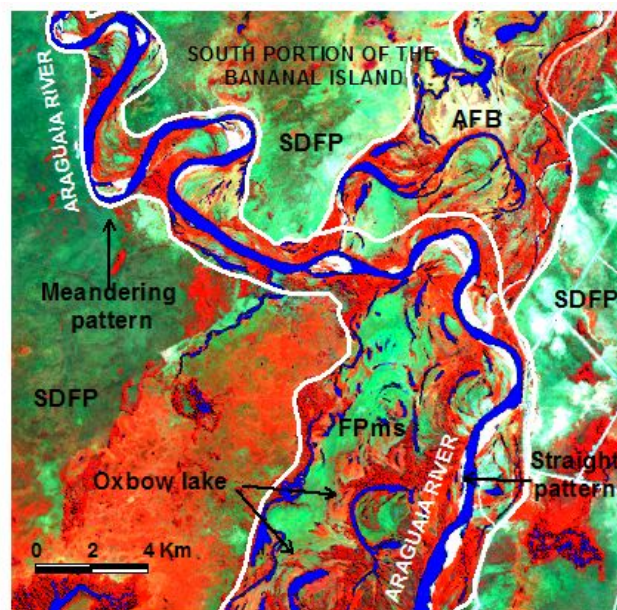 SOUTH PORTION OF THE
BANANAL ISLAND
ARAGUAIA RIVER
SDFP
AFB
Meandering
pattern
SDFP
SDFP
FPms
ARAGUAIA RIVER
Straight
pattern
Oxbow lake
0 2 4 Km